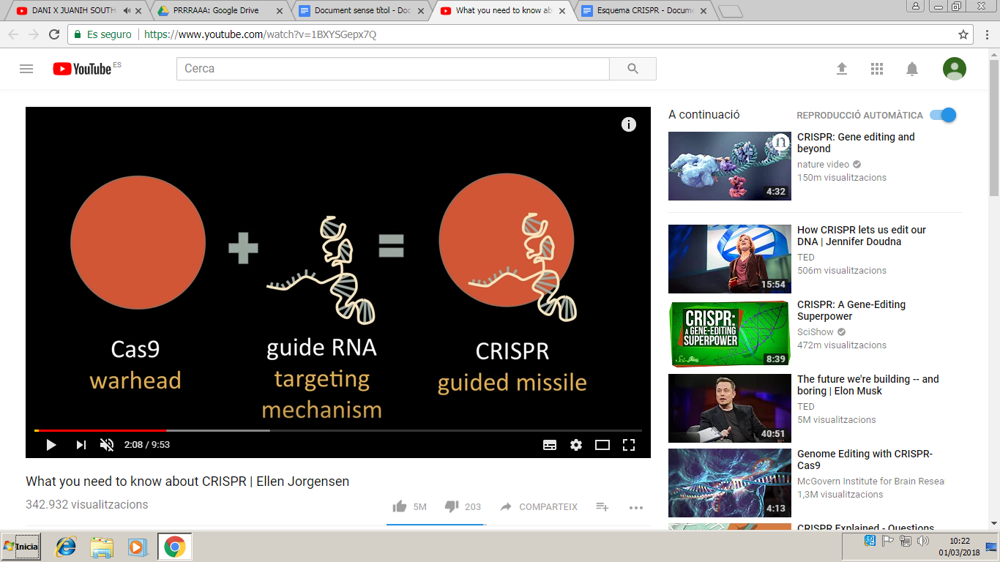 DANI X JUANIH SOUTH
PRRRAAA: Google Drive
Document sense títol - Doc
What you need to know ab
Esquema CRISPR - Docume
Es seguro
https://www.youtube.com/watch?v=1BXYSGepx7Q
YouTube ES
Cerca
Cas9
warhead
guide RNA
targeting
mechanism
CRISPR
guided missile
2:08 / 9:53
What you need to know about CRISPR | Ellen Jorgensen
342.932 visualitzacions
5M
203
COMPARTEIX
A continuació
REPRODUCCIÓ AUTOMÀTICA
n
4:32
CRISPR: Gene editing and
beyond
nature video
150m visualitzacions
15:54
How CRISPR lets us edit our
DNA | Jennifer Doudna
TED
506m visualitzacions
CRISPR:
A GENE-EDITING
SUPERPOWER
Sci Show
8:39
CRISPR: A Gene-Editing
Superpower
SciShow
472m visualitzacions
40:51
The future we're building -- and
boring | Elon Musk
TED
5M visualitzacions
4:13
Genome Editing with CRISPR-
Cas9
McGovern Institute for Brain Resea
1,3M visualitzacions
CRISPR Explained - Questions
Inicia
10:22
01/03/2018